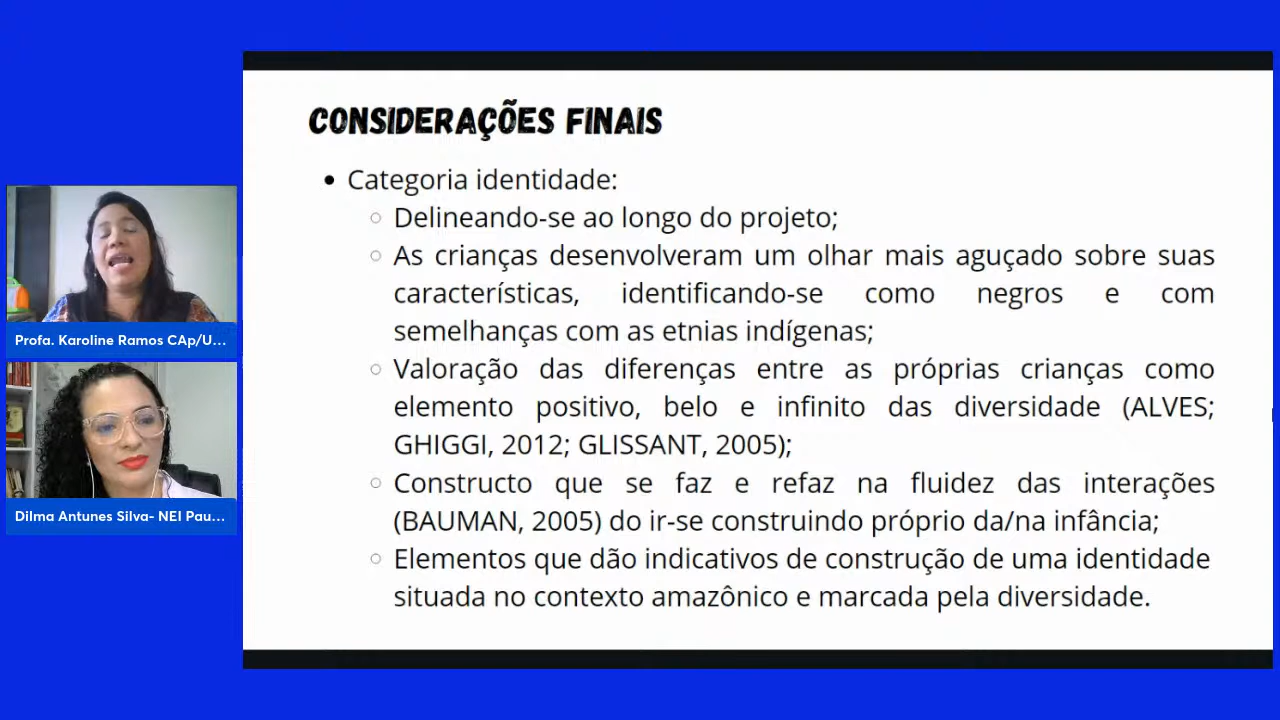 CONSIDERAÇÕES FINAIS
Categoria identidade:
Delineando-se ao longo do projeto;
As crianças desenvolveram um olhar mais aguçado sobre suas
características, identificando-se como negros e com
semelhanças com as etnias indígenas;
Valoração das diferenças entre as próprias crianças como
elemento positivo, belo e infinito das diversidade (ALVES;
GHIGGI, 2012; GLISSANT, 2005);
Constructo que se faz e refaz na fluidez das interações
(BAUMAN, 2005) do ir-se construindo próprio da/na infância;
Elementos que dão indicativos de construção de uma identidade
situada no contexto amazônico e marcada pela diversidade.
Profa. Karoline Ramos CAp/U...
Dilma Antunes Silva- NEI Pau...